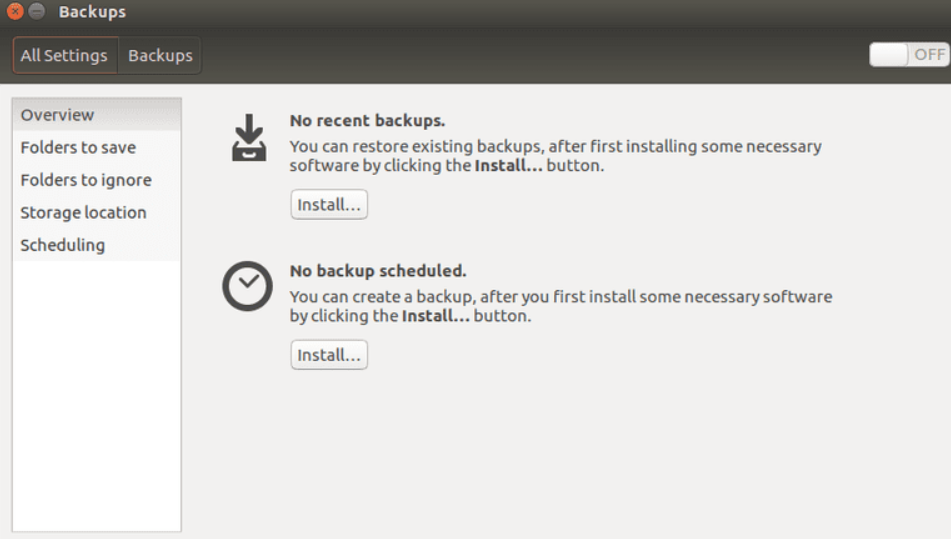 Backups
All Settings Backups OFF
Overview
Folders to save
Folders to ignore
Storage location
Scheduling
No recent backups.
You can restore existing backups, after first installing some necessary
software by clicking the Install... button.
Install...
No backup scheduled.
You can create a backup, after you first install some necessary software
by clicking the Install... button.
Install...